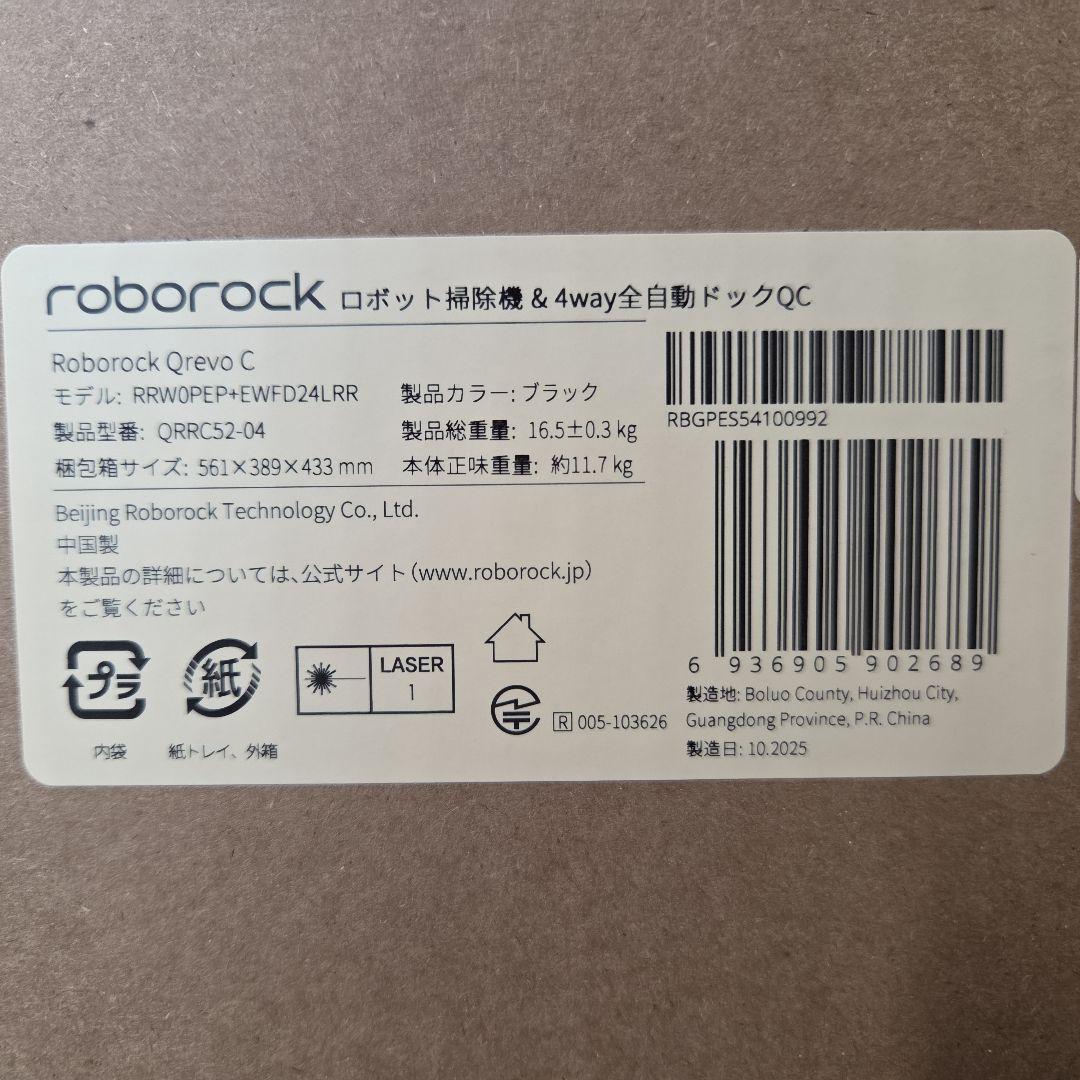 roborock ロボット掃除機 & 4way全自動ドックQC
Roborock Qrevo C
モデル: RRW0PEP+EWFD24LRR 製品カラー: ブラック
製品型番: QRRC52-04 製品総重量: 16.5±0.3 kg
梱包箱サイズ: 561×389×433 mm 本体正味重量: 約11.7 kg
RBGPES54100992
Beijing Roborock Technology Co., Ltd.
中国製
本製品の詳細については、公式サイト(www.roborock.jp)
をご覧ください
6 936905 902689
プラ
内袋
紙
紙トレイ、外箱
LASER
1
R 005-103626
製造地: Boluo County, Huizhou City,
Guangdong Province, P.R. China
製造日: 10.2025